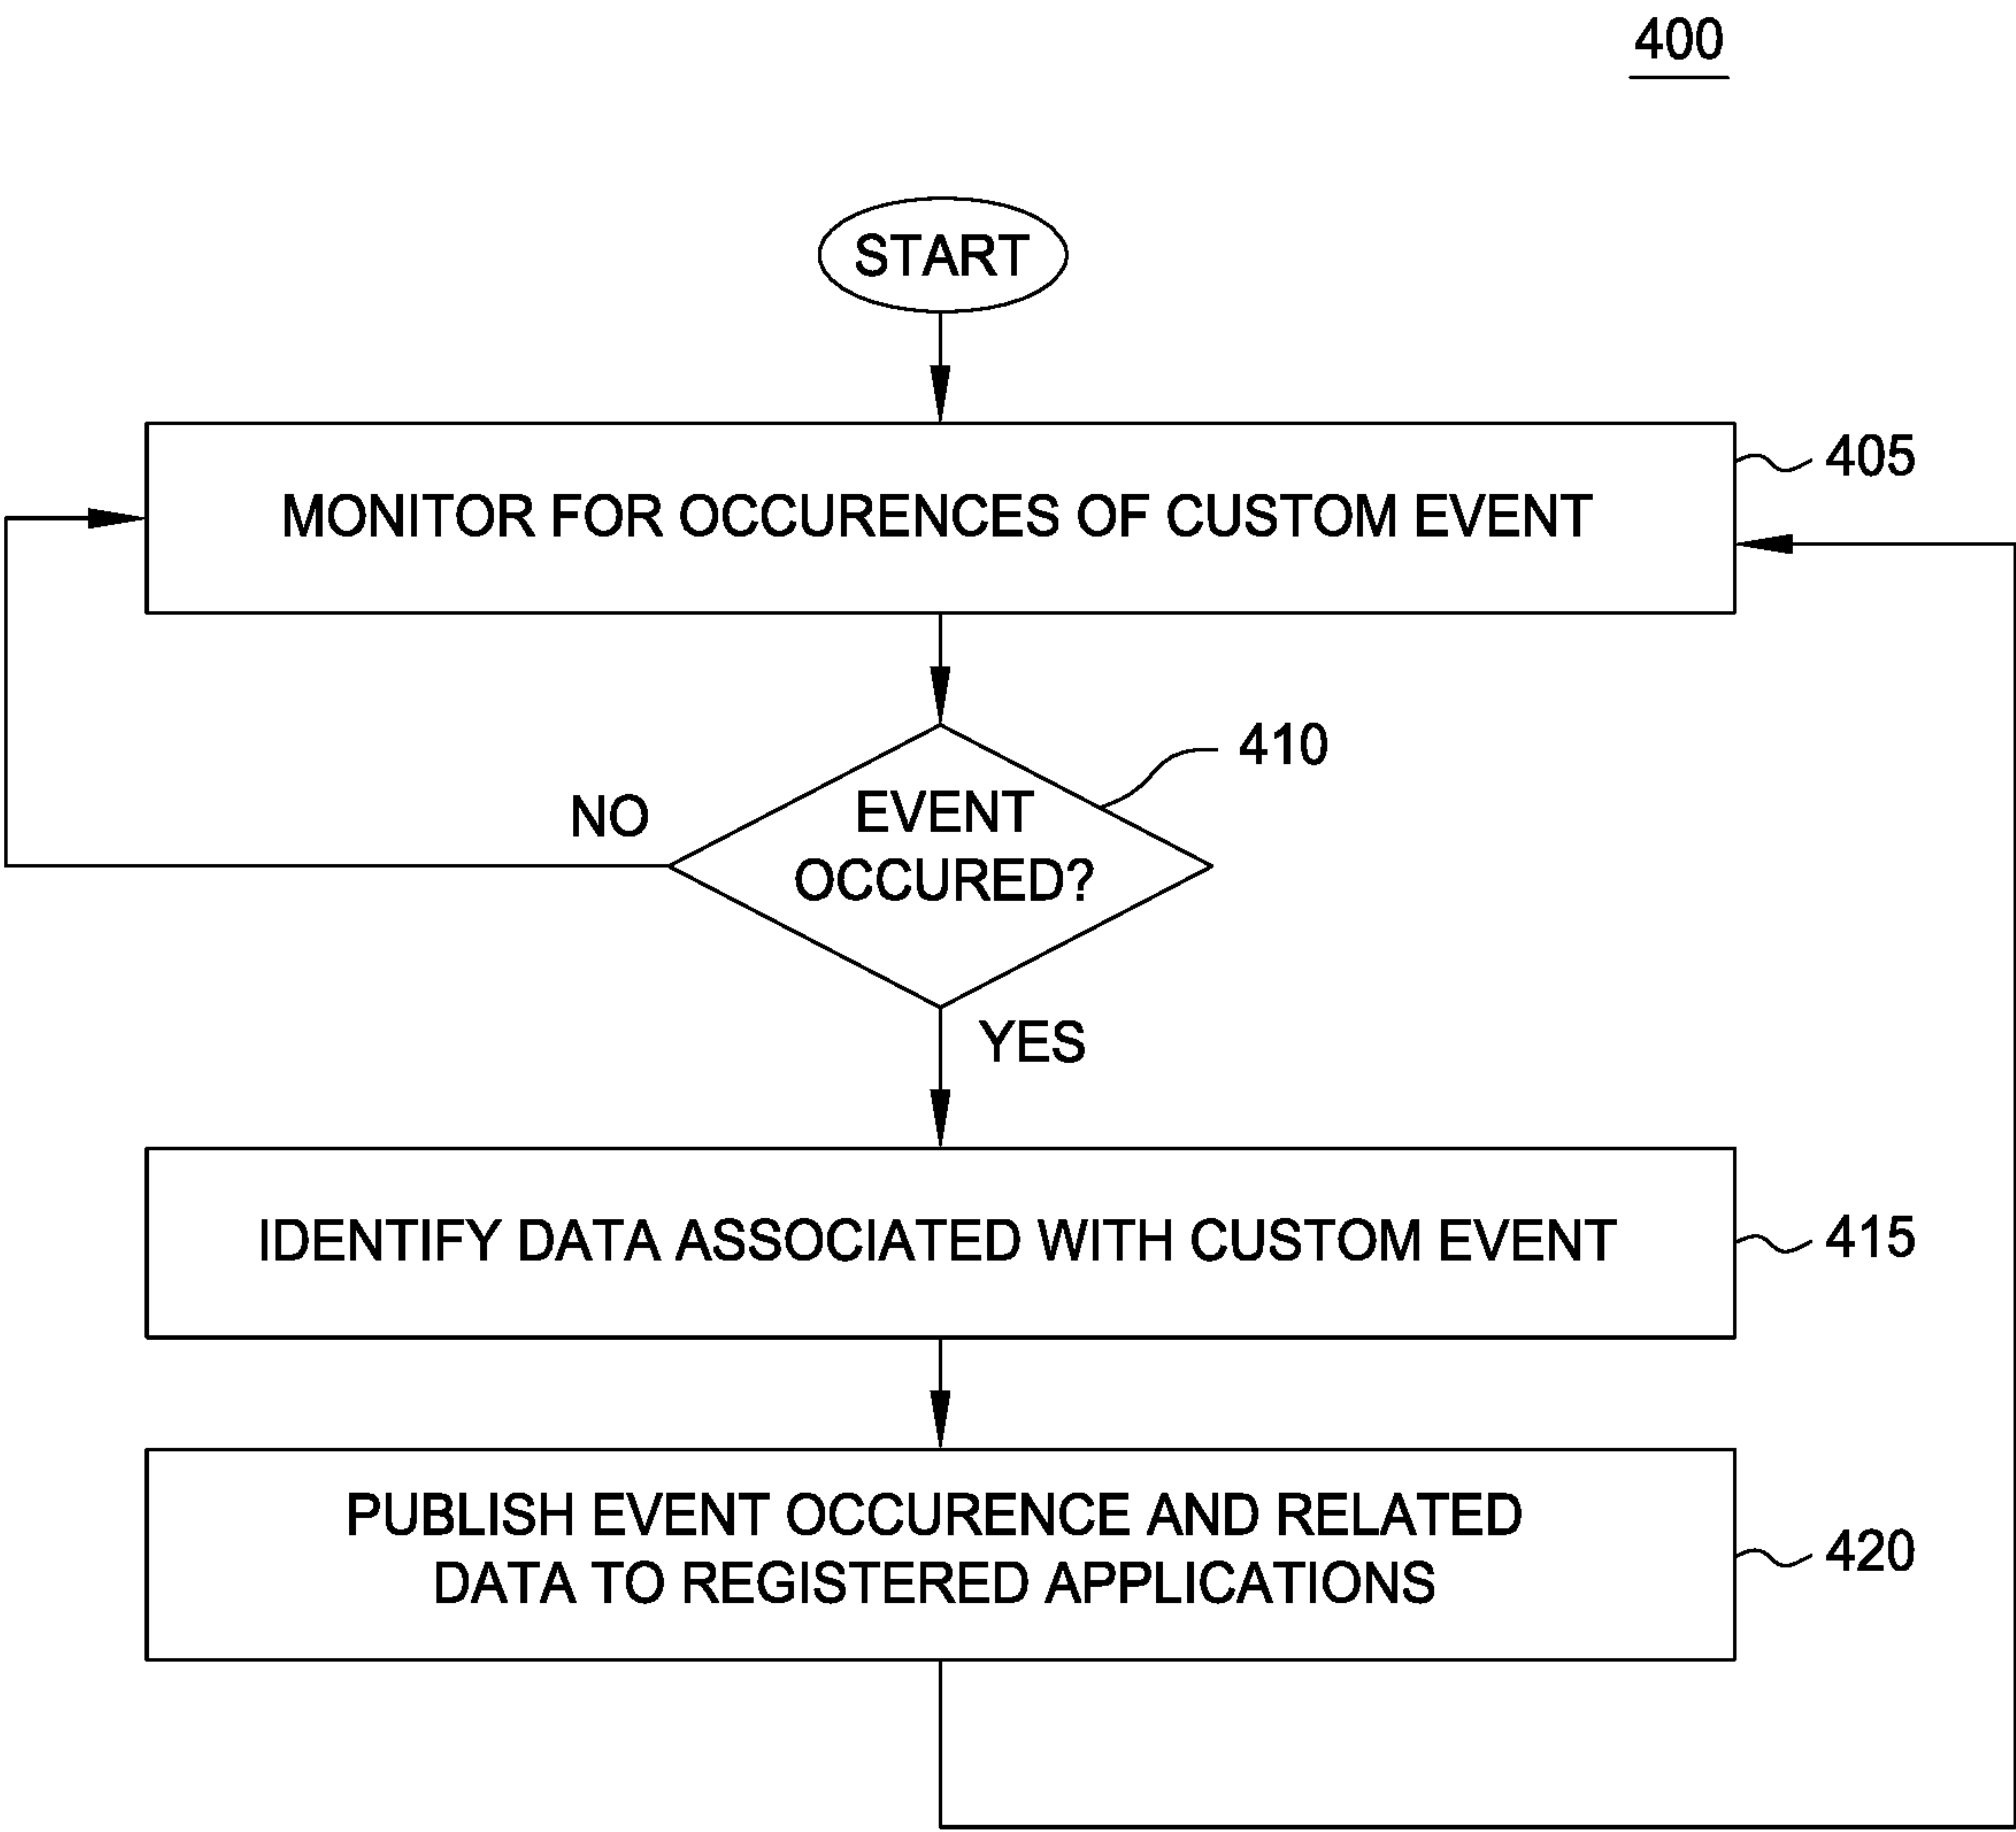 400
START
MONITOR FOR OCCURENCES OF CUSTOM EVENT
405
410
EVENT
OCCURED?
NO
YES
IDENTIFY DATA ASSOCIATED WITH CUSTOM EVENT
415
PUBLISH EVENT OCCURENCE AND RELATED
DATA TO REGISTERED APPLICATIONS
420